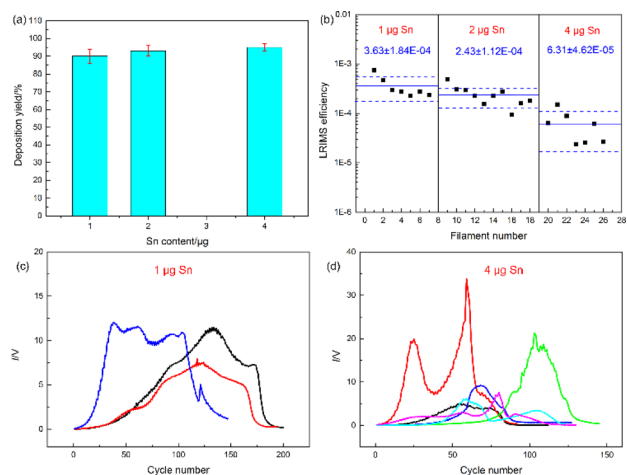 (a)
110
100
90
80
70
60
50
40
30
20
10
0
Deposition yield/%
1 2 3 4
Sn content/μg
(b)
0.01
1E-3
1E-4
1E-5
1E-6
LRIMS efficiency
1 μg Sn 2 μg Sn 4 μg Sn
3.63±1.84E-04 2.43±1.12E-04 6.31±4.62E-05
0 2 4 6 8 10 12 14 16 18 20 22 24 26 28
Filament number
(c)
1 μg Sn
20
15
10
5
0
I/V
0 50 100 150 200
Cycle number
(d)
4 μg Sn
40
30
20
10
0
I/V
0 50 100 150
Cycle number